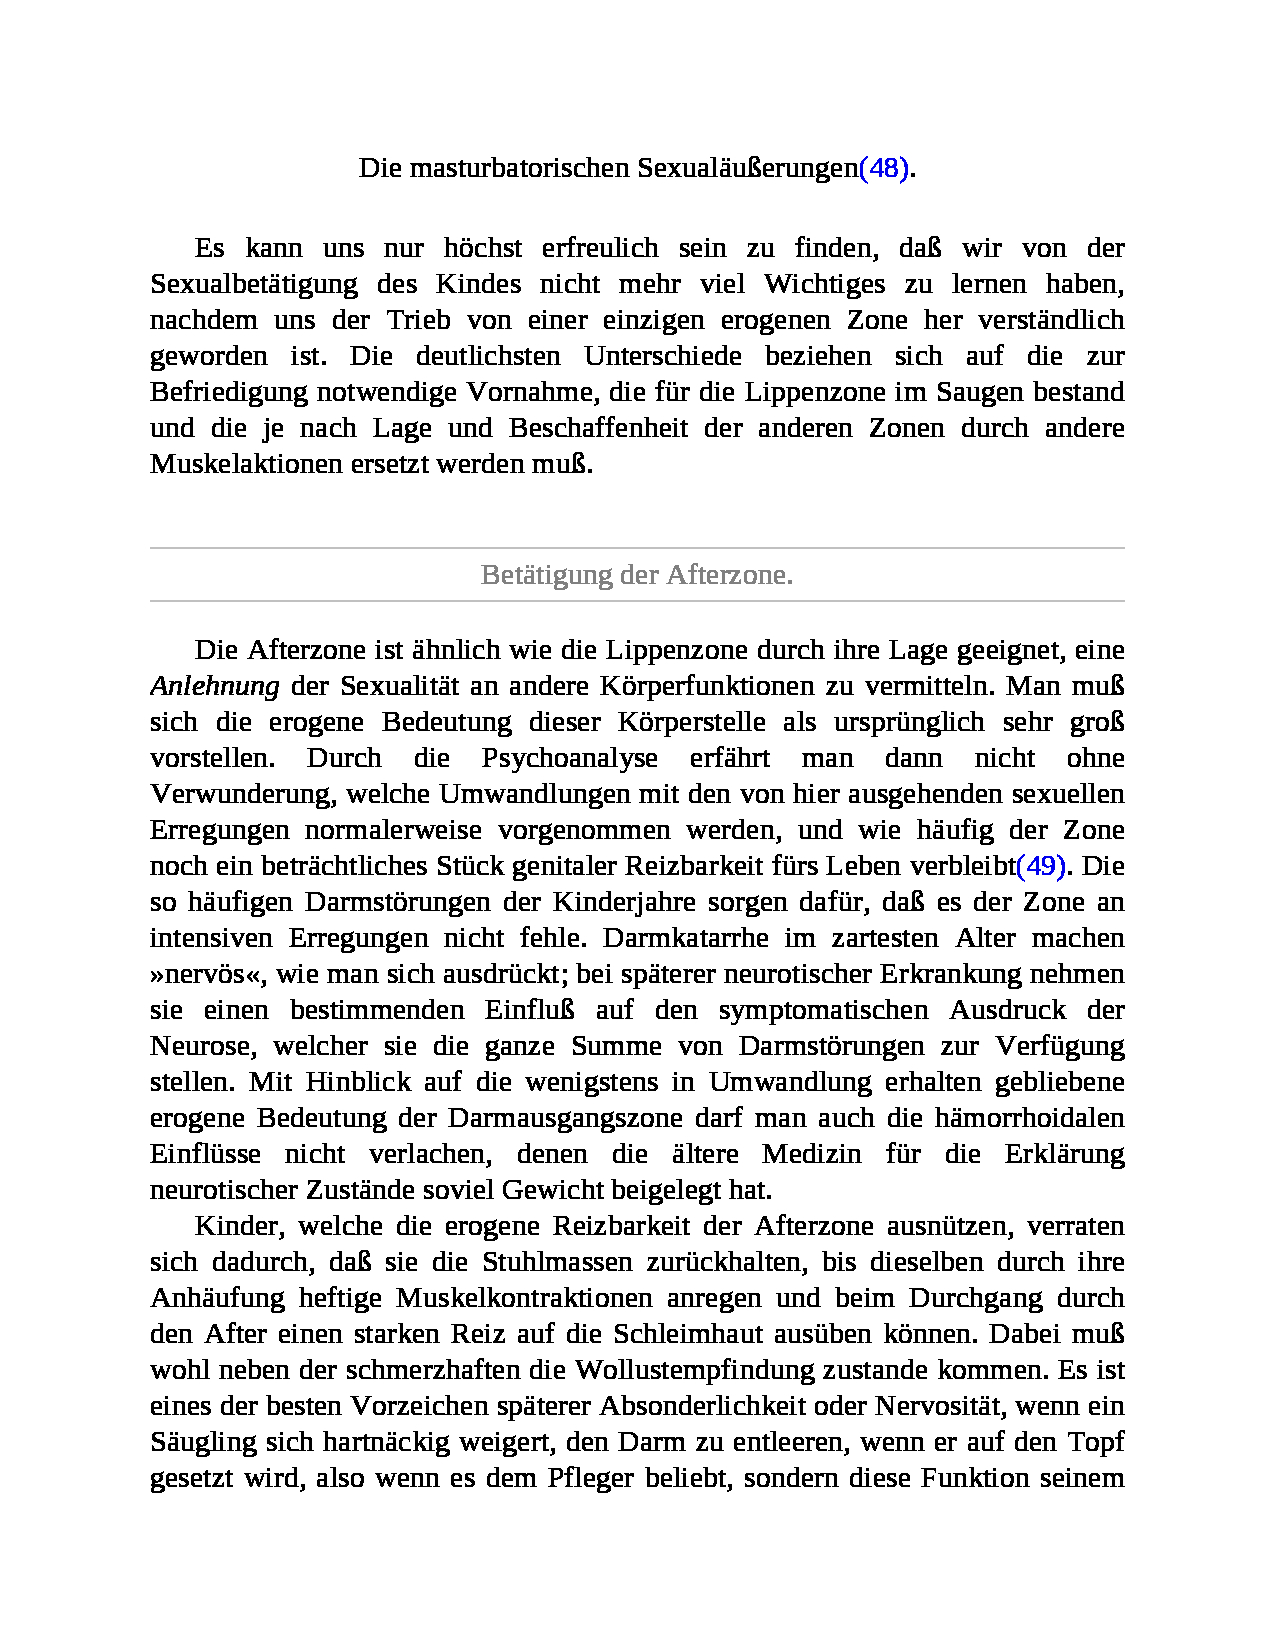 Die masturbatorischen Sexualäußerungen(48).
Es kann uns nur höchst erfreulich sein zu finden, daß wir von der
Sexualbetätigung des Kindes nicht mehr viel Wichtiges zu lernen haben,
nachdem uns der Trieb von einer einzigen erogenen Zone her verständlich
geworden ist. Die deutlichsten Unterschiede beziehen sich auf die zur
Befriedigung notwendige Vornahme, die für die Lippenzone im Saugen bestand
und die je nach Lage und Beschaffenheit der anderen Zonen durch andere
Muskelaktionen ersetzt werden muß.
Betätigung der Afterzone.
Die Afterzone ist ähnlich wie die Lippenzone durch ihre Lage geeignet, eine
Anlehnung der Sexualität an andere Körperfunktionen zu vermitteln. Man muß
sich die erogene Bedeutung dieser Körperstelle als ursprünglich sehr groß
vorstellen. Durch die Psychoanalyse erfährt man dann nicht ohne
Verwunderung, welche Umwandlungen mit den von hier ausgehenden sexuellen
Erregungen normalerweise vorgenommen werden, und wie häufig der Zone
noch ein beträchtliches Stück genitaler Reizbarkeit fürs Leben verbleibt(49). Die
so häufigen Darmstörungen der Kinderjahre sorgen dafür, daß es der Zone an
intensiven Erregungen nicht fehle. Darmkatarrhe im zartesten Alter machen
»nervös«, wie man sich ausdrückt; bei späterer neurotischer Erkrankung nehmen
sie einen bestimmenden Einfluß auf den symptomatischen Ausdruck der
Neurose, welcher sie die ganze Summe von Darmstörungen zur Verfügung
stellen. Mit Hinblick auf die wenigstens in Umwandlung erhalten gebliebene
erogene Bedeutung der Darmausgangszone darf man auch die hämorrhoidalen
Einflüsse nicht verlachen, denen die ältere Medizin für die Erklärung
neurotischer Zustände soviel Gewicht beigelegt hat.
Kinder, welche die erogene Reizbarkeit der Afterzone ausnützen, verraten
sich dadurch, daß sie die Stuhlmassen zurückhalten, bis dieselben durch ihre
Anhäufung heftige Muskelkontraktionen anregen und beim Durchgang durch
den After einen starken Reiz auf die Schleimhaut ausüben können. Dabei muß
wohl neben der schmerzhaften die Wollustempfindung zustande kommen. Es ist
eines der besten Vorzeichen späterer Absonderlichkeit oder Nervosität, wenn ein
Säugling sich hartnäckig weigert, den Darm zu entleeren, wenn er auf den Topf
gesetzt wird, also wenn es dem Pfleger beliebt, sondern diese Funktion seinem